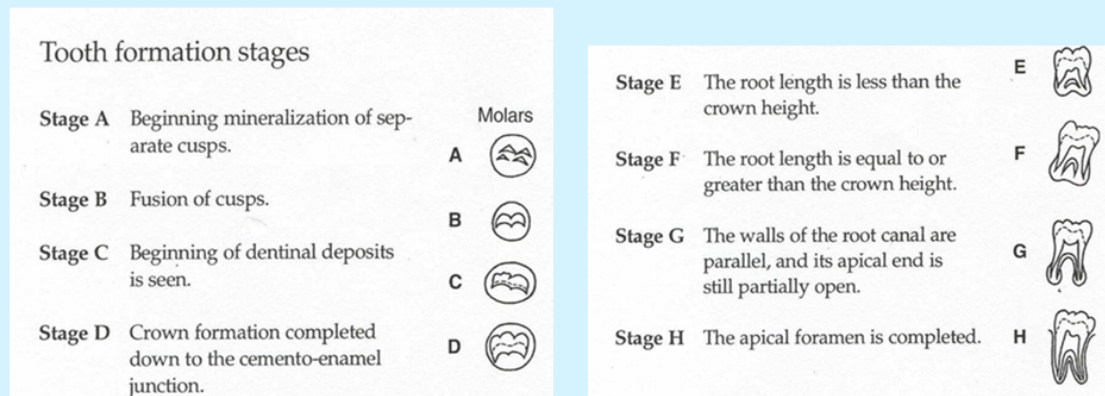 Tooth formation stages
Stage A Beginning mineralization of sep-
arate cusps.
Stage B Fusion of cusps.
Stage C Beginning of dentinal deposits
is seen.
Stage D Crown formation completed
down to the cemento-enamel
junction.
Molars
A
B
C
D
Stage E The root length is less than the
crown height.
Stage F The root length is equal to or
greater than the crown height.
Stage G The walls of the root canal are
parallel, and its apical end is
still partially open.
Stage H The apical foramen is completed.
E
F
G
H